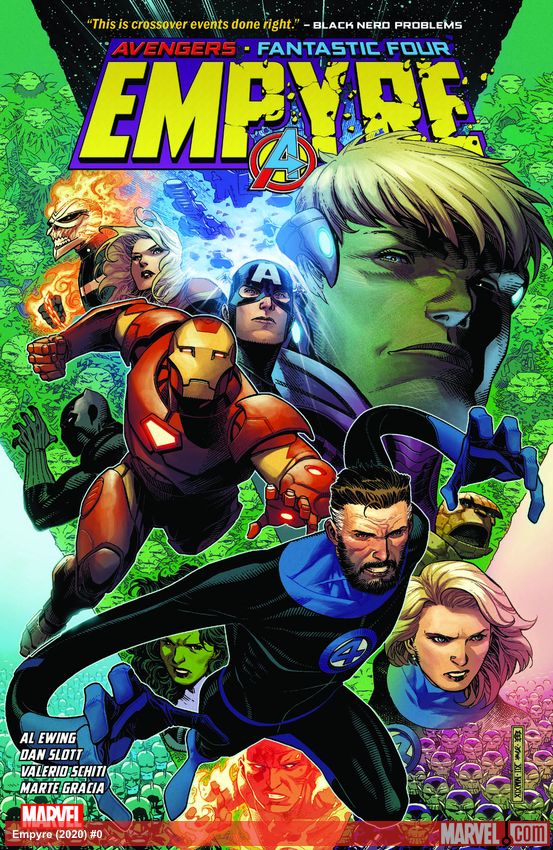 “This is crossover events done right.” – BLACK NERD PROBLEMS
AVENGERS · FANTASTIC FOUR
EMPYRE
A
4
AL EWING
DAN SLOTT
VALERIO SCHITI
MARTE GRACIA
MARVEL
Empyre (2020) #0
MARVEL.COM